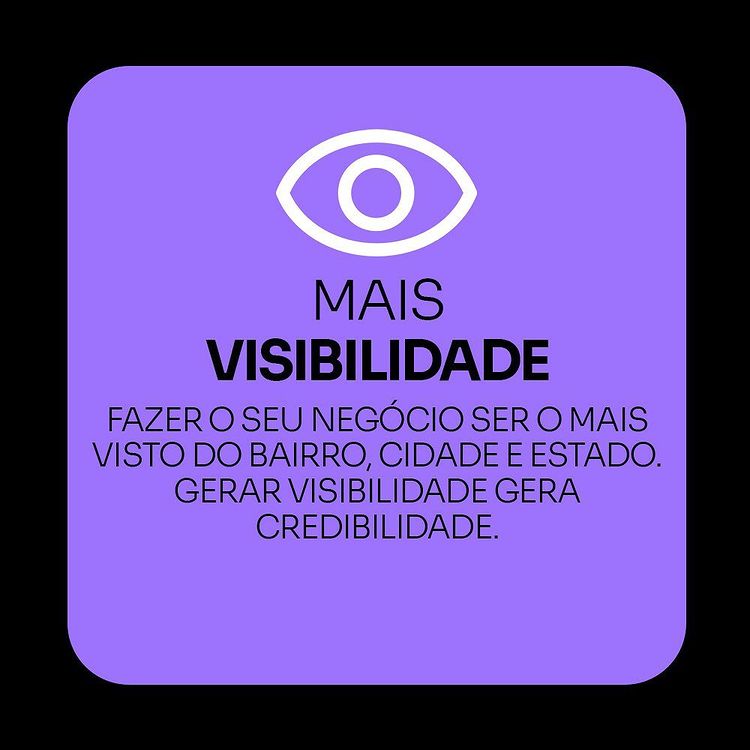 MAIS
VISIBILIDADE
FAZER O SEU NEGÓCIO SER O MAIS
VISTO DO BAIRRO, CIDADE E ESTADO.
GERAR VISIBILIDADE GERA
CREDIBILIDADE.